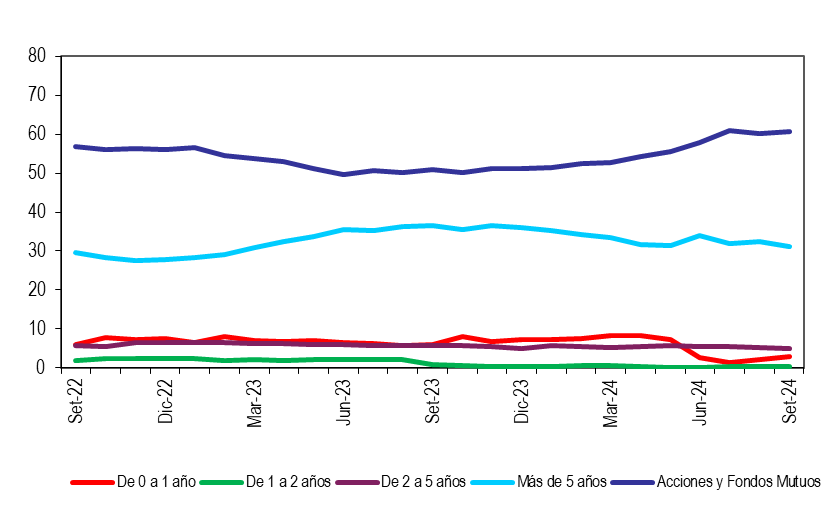 80
70
60
50
40
30
20
10
0
Set-22
Dic-22
Mar-23
Jun-23
Set-23
Dic-23
Mar-24
Jun-24
Set-24
De 0 a 1 año
De 1 a 2 años
De 2 a 5 años
Más de 5 años
Acciones y Fondos Mutuos